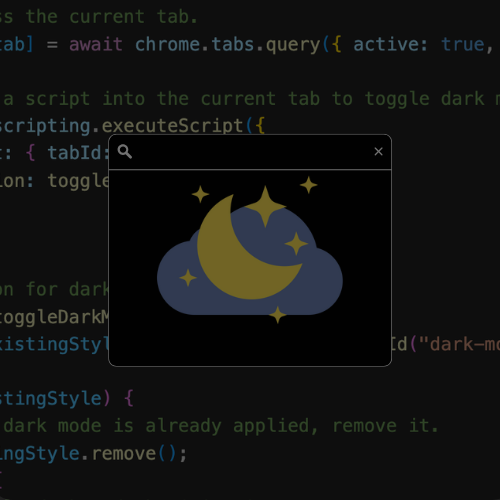 ss the current tab.
tab] = await chrome.tabs.query({ active: true,
a script into the current tab to toggle dark m
scripting.executeScript({
t: { tabId:
ion: toggle
on for dark
toggleDarkM
xistingStyl Id("dark-mo
stingStyle) {
dark mode is already applied, remove it.
ngStyle.remove();
{